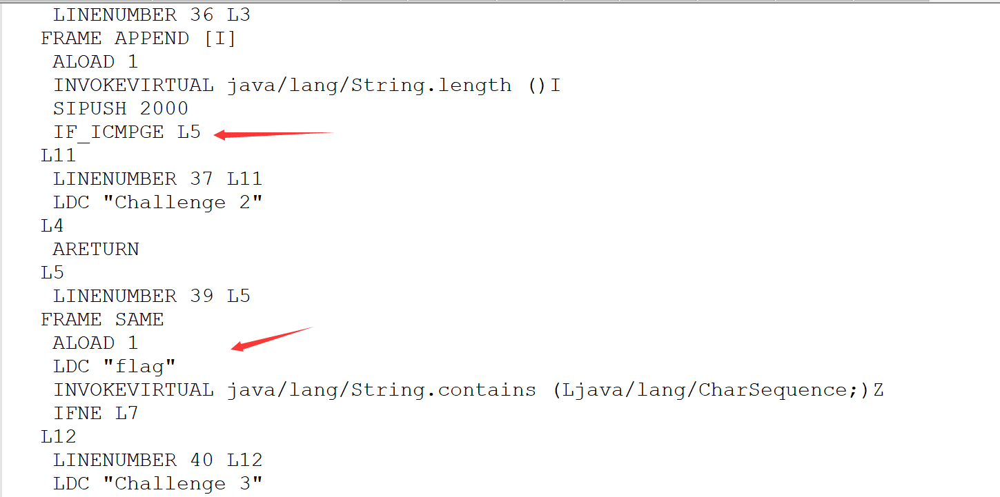 LINENUMBER 36 L3
FRAME APPEND [I]
ALOAD 1
INVOKEVIRTUAL java/lang/String.length ()I
SIPUSH 2000
IF_ICMPGE L5
L11
LINENUMBER 37 L11
LDC "Challenge 2"
L4
ARETURN
L5
LINENUMBER 39 L5
FRAME SAME
ALOAD 1
LDC "flag"
INVOKEVIRTUAL java/lang/String.contains (Ljava/lang/CharSequence;)Z
IFNE L7
L12
LINENUMBER 40 L12
LDC "Challenge 3"